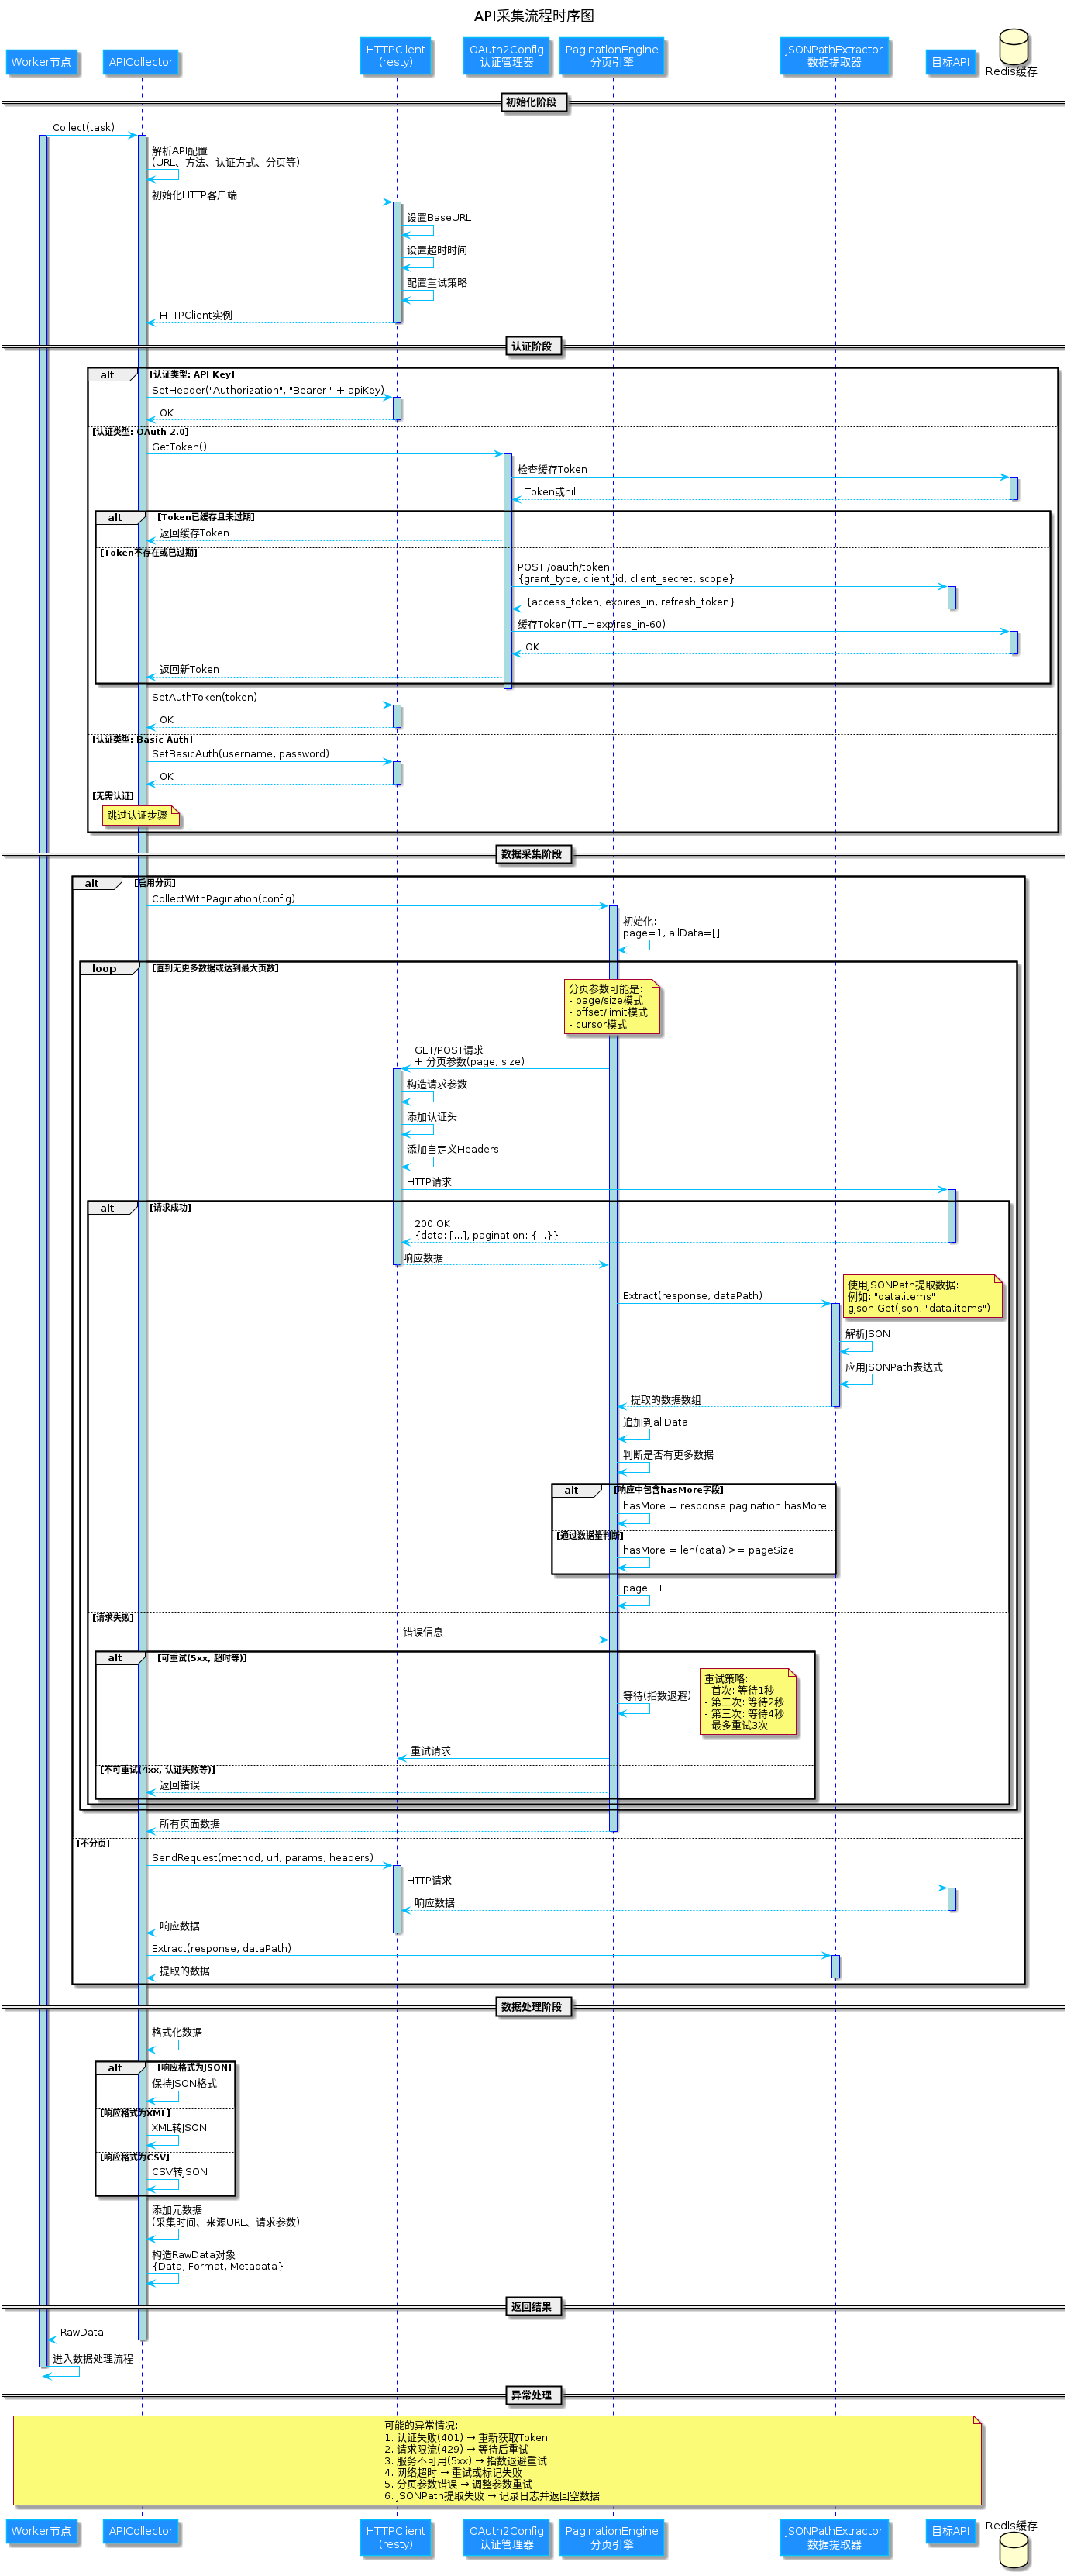 API采集流程时序图
Worker节点
APICollector
HTTPClient
(resty)
OAuth2Config
认证管理器
PaginationEngine
分页引擎
JSONPathExtractor
数据提取器
目标API
Redis缓存
初始化阶段
Collect(task)
解析API配置
(URL、方法、认证方式、分页等)
初始化HTTP客户端
设置BaseURL
设置超时时间
配置重试策略
HTTPClient实例
认证阶段
alt [认证类型: API Key]
SetHeader("Authorization", "Bearer " + apiKey)
OK
[认证类型: OAuth 2.0]
GetToken()
检查缓存Token
Token或nil
alt [Token已缓存且未过期]
返回缓存Token
[Token不存在或已过期]
POST /oauth/token
{grant_type, client_id, client_secret, scope}
{access_token, expires_in, refresh_token}
缓存Token(TTL=expires_in-60)
OK
返回新Token
SetAuthToken(token)
OK
[认证类型: Basic Auth]
SetBasicAuth(username, password)
OK
[无需认证]
跳过认证步骤
数据采集阶段
alt [启用分页]
CollectWithPagination(config)
初始化:
page=1, allData=[]
loop [直到无更多数据或达到最大页数]
分页参数可能是:
- page/size模式
- offset/limit模式
- cursor模式
GET/POST请求
+ 分页参数(page, size)
构造请求参数
添加认证头
添加自定义Headers
HTTP请求
alt [请求成功]
200 OK
{data: [...], pagination: {...}}
响应数据
Extract(response, dataPath)
使用JSONPath提取数据:
例如: "data.items"
gjson.Get(json, "data.items")
解析JSON
应用JSONPath表达式
提取的数据数组
追加到allData
判断是否有更多数据
alt [响应中包含hasMore字段]
hasMore = response.pagination.hasMore
[通过数据量判断]
hasMore = len(data) >= pageSize
page++
[请求失败]
错误信息
alt [可重试(5xx, 超时等)]
等待(指数退避)
重试策略:
- 首次: 等待1秒
- 第二次: 等待2秒
- 第三次: 等待4秒
- 最多重试3次
重试请求
[不可重试(4xx, 认证失败等)]
返回错误
所有页面数据
[不分页]
SendRequest(method, url, params, headers)
HTTP请求
响应数据
响应数据
Extract(response, dataPath)
提取的数据
数据处理阶段
格式化数据
alt [响应格式为JSON]
保持JSON格式
[响应格式为XML]
XML转JSON
[响应格式为CSV]
CSV转JSON
添加元数据
(采集时间、来源URL、请求参数)
构造RawData对象
{Data, Format, Metadata}
返回结果
RawData
进入数据处理流程
异常处理
可能的异常情况:
1. 认证失败(401) → 重新获取Token
2. 请求限流(429) → 等待后重试
3. 服务不可用(5xx) → 指数退避重试
4. 网络超时 → 重试或标记失败
5. 分页参数错误 → 调整参数重试
6. JSONPath提取失败 → 记录日志并返回空数据
Worker节点
APICollector
HTTPClient
(resty)
OAuth2Config
认证管理器
PaginationEngine
分页引擎
JSONPathExtractor
数据提取器
目标API
Redis缓存